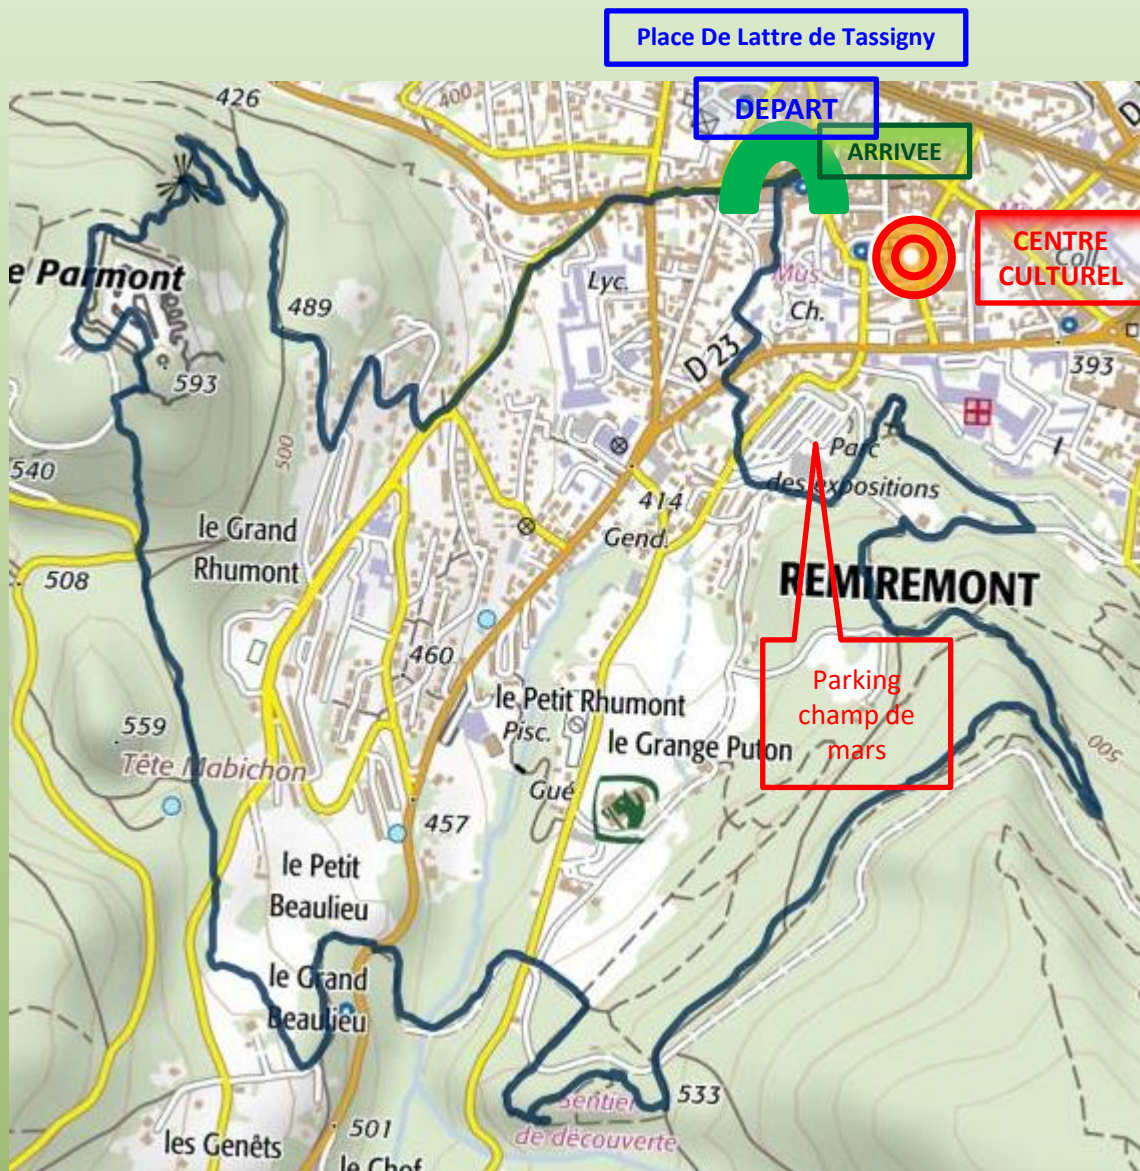 Place De Lattre de Tassigny
426
400
DEPART
ARRIVEE
CENTRE
CULTUREL
Coll
Lyc.
Mus.
Ch.
489
593
D 23
393
500
540
Parc
des expositions
414
Gend.
le Grand
Rhumont
508
REMIREMONT
460
le Petit Rhumont
Pisc.
le Grange Puton
Parking
champ de
mars
559
Tête Mabichon
Gué
500
457
le Petit
Beaulieu
le Grand
Beaulieu
533
Sentier
de découverte
501
les Genêts